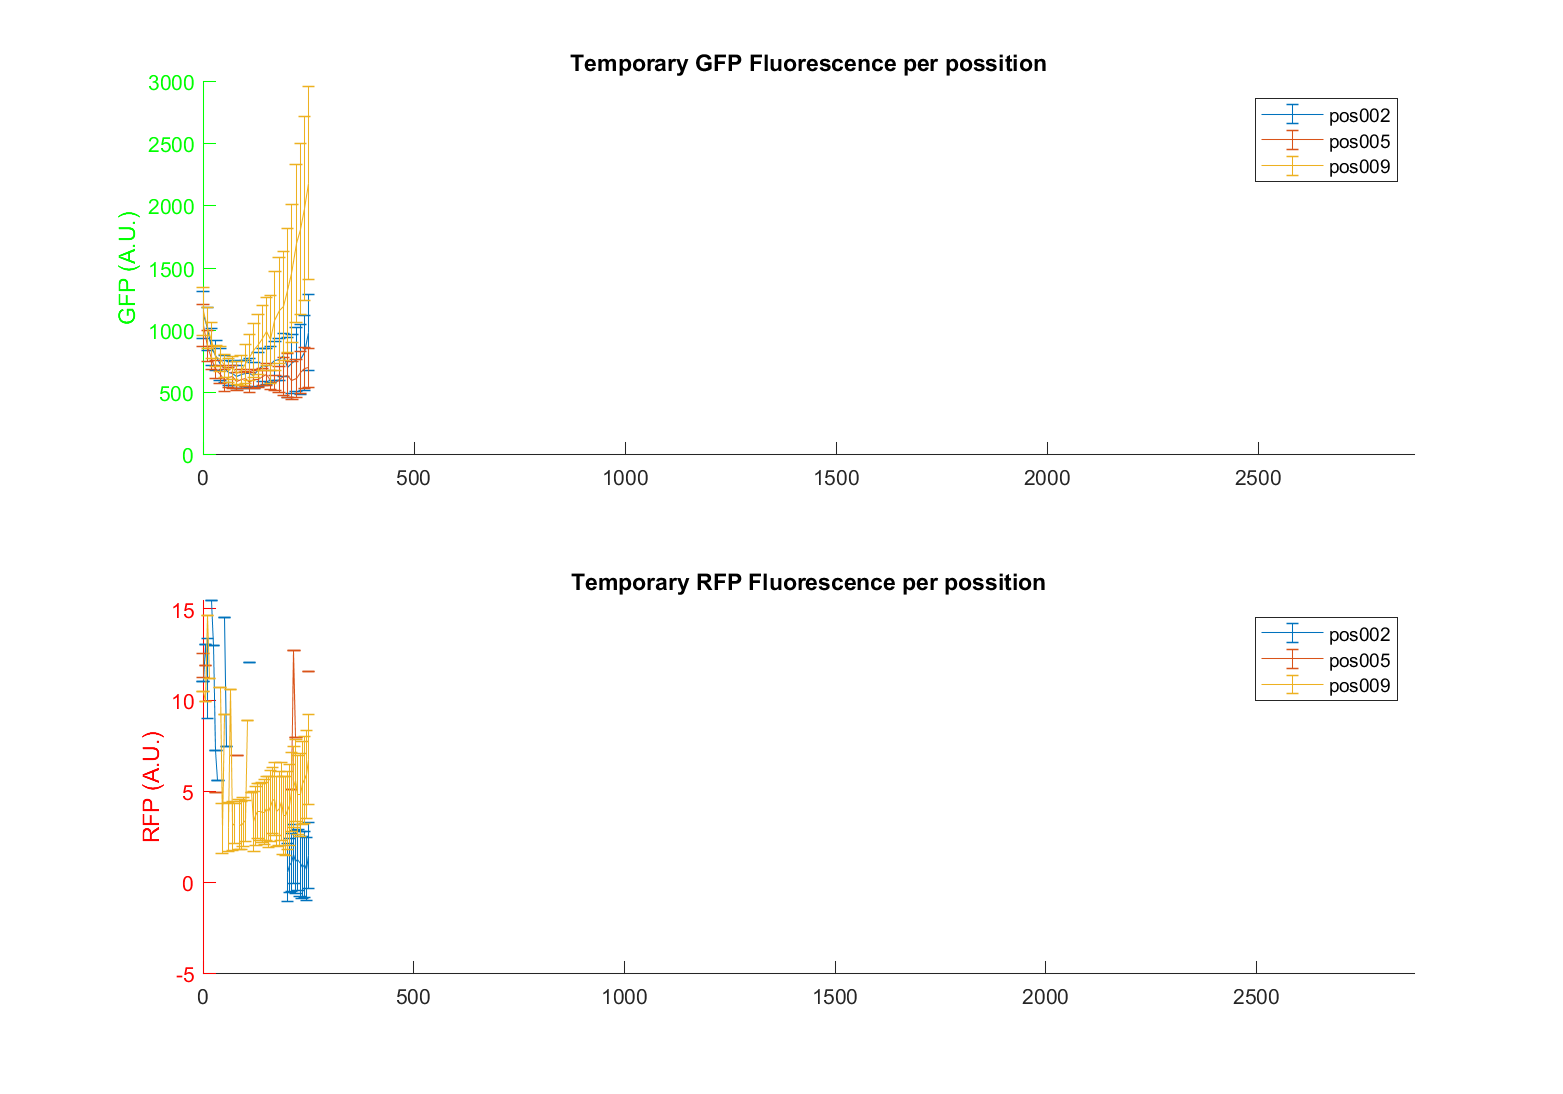 Temporary GFP Fluorescence per possition
GFP (A.U.)
3000
2500
2000
1500
1000
500
0
0 500 1000 1500 2000 2500
pos002
pos005
pos009
Temporary RFP Fluorescence per possition
RFP (A.U.)
15
10
5
0
-5
0 500 1000 1500 2000 2500
pos002
pos005
pos009